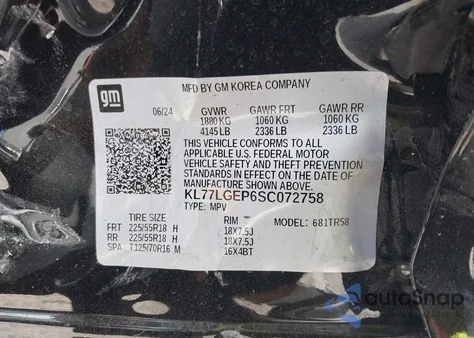 MFD BY GM KOREA COMPANY
gm
06/24 GVWR GAWR FRT GAWR RR
1880 KG 1060 KG 1060 KG
4145 LB 2336 LB 2336 LB
THIS VEHICLE CONFORMS TO ALL
APPLICABLE U.S. FEDERAL MOTOR
VEHICLE SAFETY AND THEFT PREVENTION
STANDARDS IN EFFECT ON THE DATE OF
MANUFACTURE SHOWN ABOVE.
KL77LGEP6SC072758
TYPE: MPV
TIRE SIZE RIM MODEL: 681TR58
FRT 225/55R18 H 18X7.5J
RR 225/55R18 H 18X7.5J
SPA T125/70R16 M 16X4BT
autoSnap